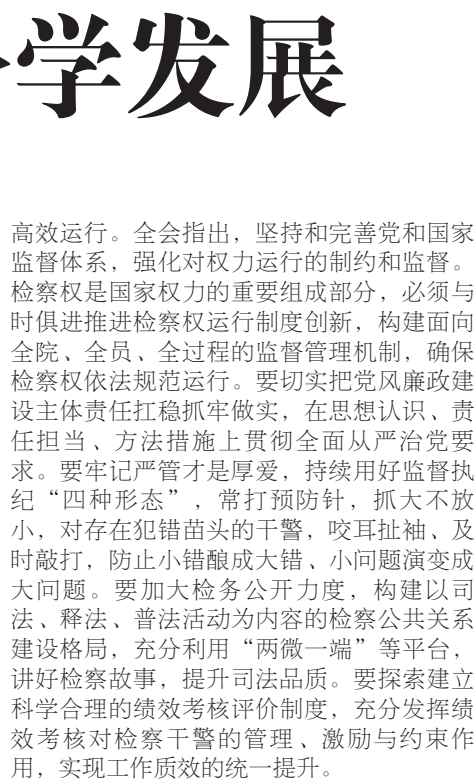 学发展
高效运行。全会指出，坚持和完善党和国家
监督体系，强化对权力运行的制约和监督。
检察权是国家权力的重要组成部分，必须与
时俱进推进检察权运行制度创新，构建面向
全院、全员、全过程的监督管理机制，确保
检察权依法规范运行。要切实把党风廉政建
设主体责任扛稳抓牢做实，在思想认识、责
任担当、方法措施上贯彻全面从严治党要
求。要牢记严管才是厚爱，持续用好监督执
纪“四种形态”，常打预防针，抓大不放
小，对存在犯错苗头的干警，咬耳扯袖、及
时敲打，防止小错酿成大错、小问题演变成
大问题。要加大检务公开力度，构建以司
法、释法、普法活动为内容的检察公共关系
建设格局，充分利用“两微一端”等平台，
讲好检察故事，提升司法品质。要探索建立
科学合理的绩效考核评价制度，充分发挥绩
效考核对检察干警的管理、激励与约束作
用，实现工作质效的统一提升。